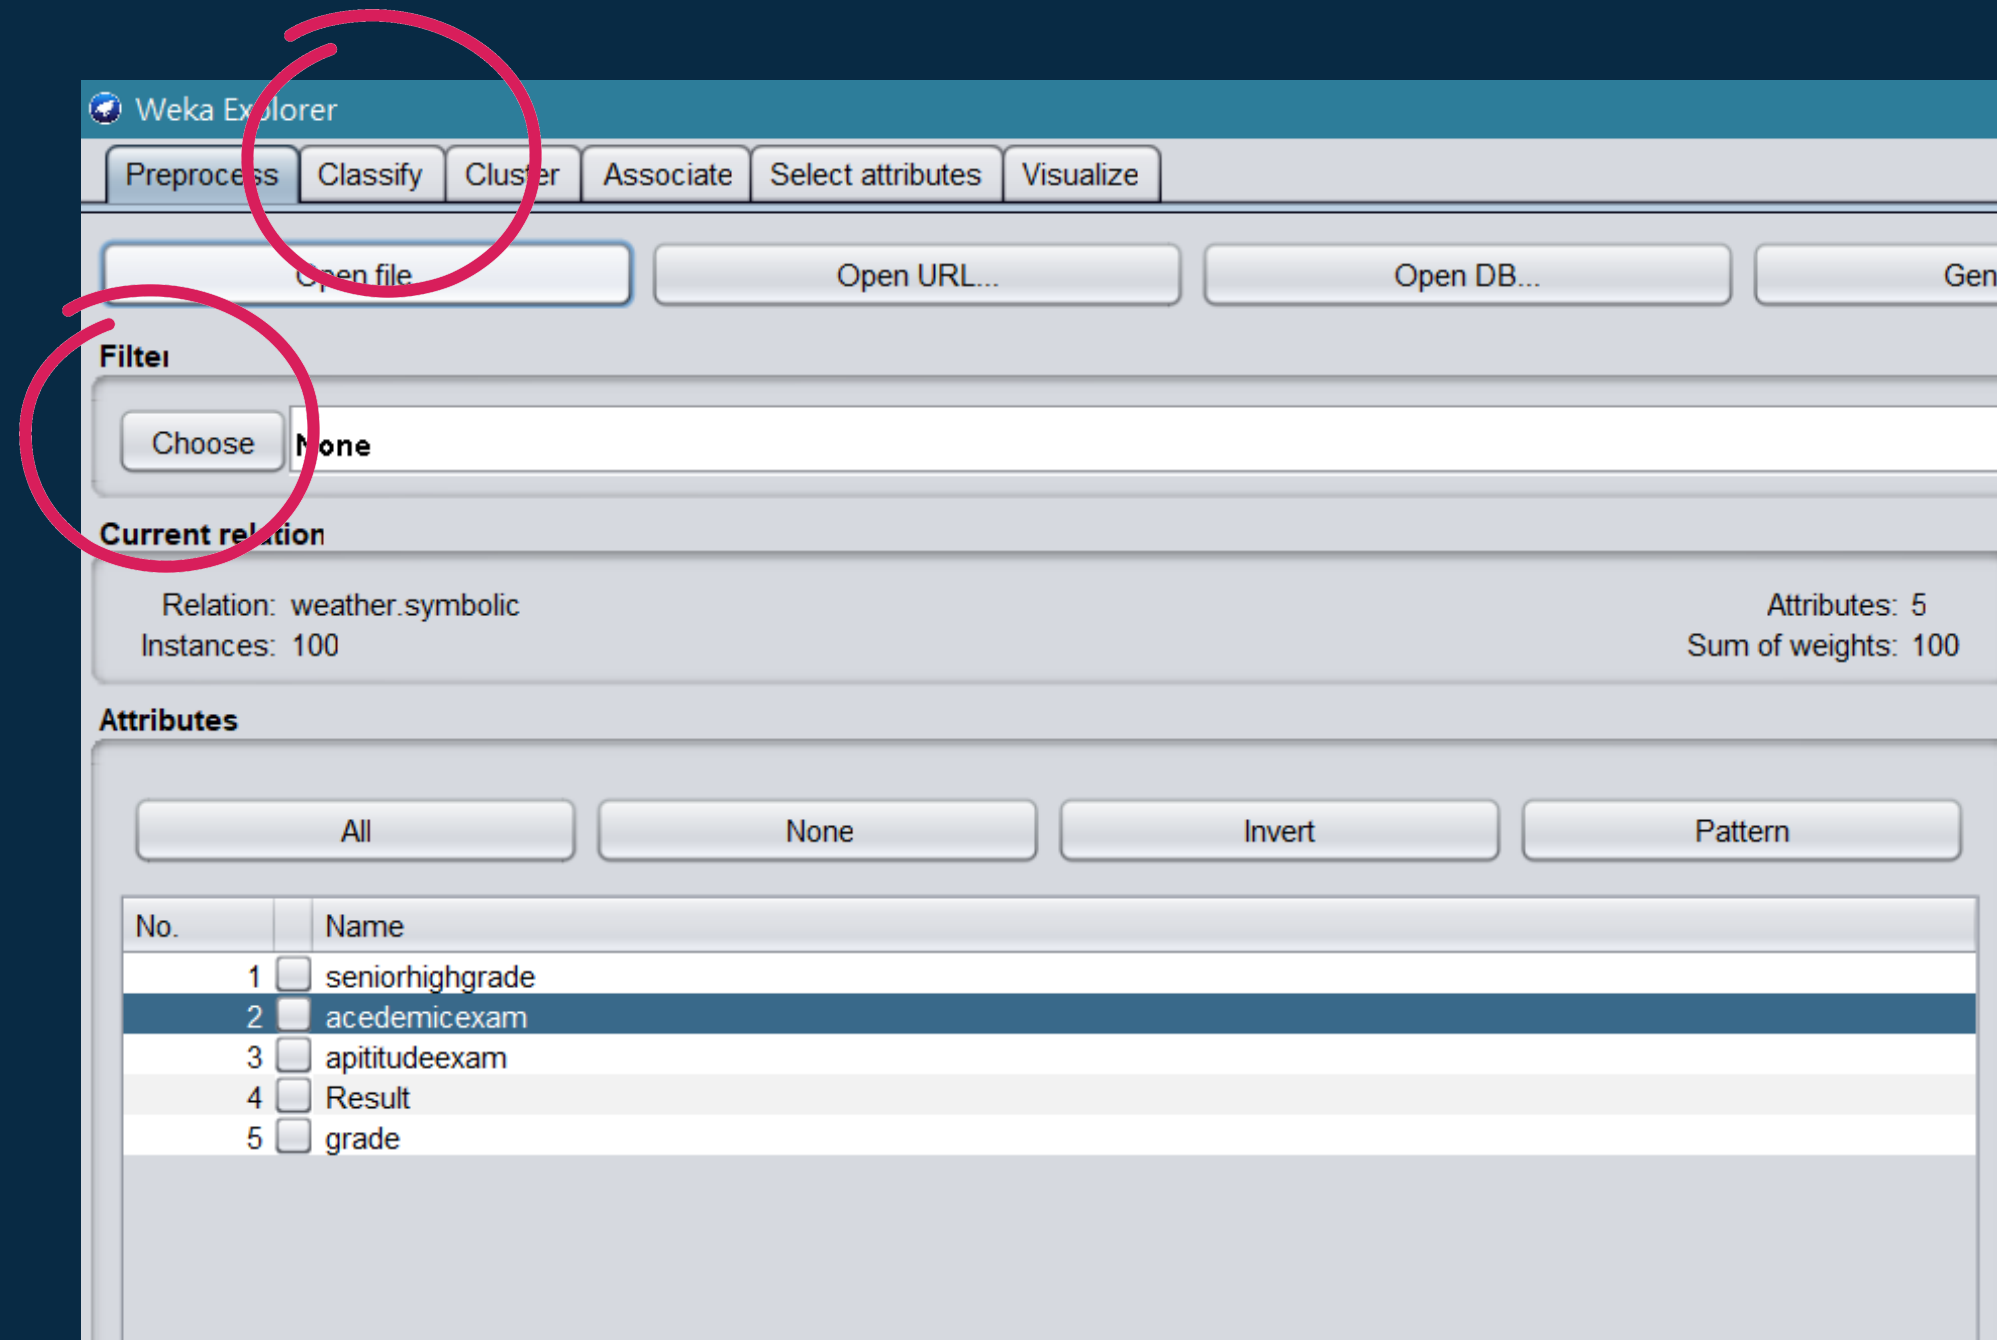 Weka Explorer
Preprocess Classify Cluster Associate Select attributes Visualize
Open file... Open URL... Open DB... Gen
Filter
Choose None
Current relation
Relation: weather.symbolic Attributes: 5
Instances: 100 Sum of weights: 100
Attributes
All None Invert Pattern
No. Name
1 seniorhighgrade
2 acedemicexam
3 apititudeexam
4 Result
5 grade